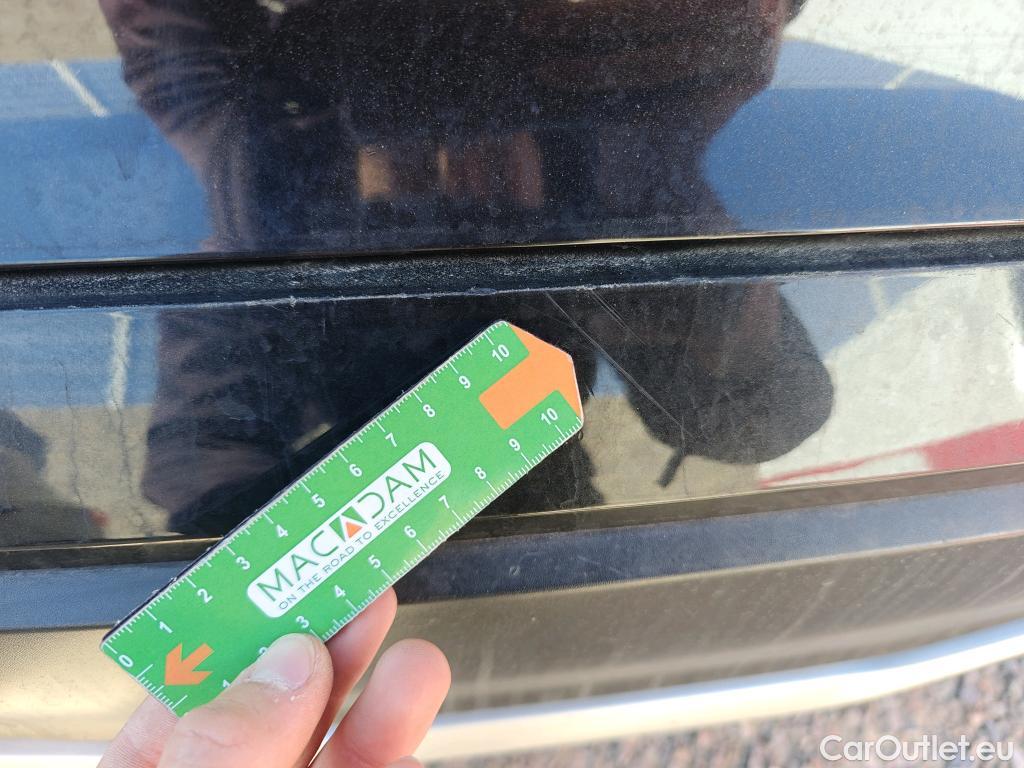 0 1 2 3 4 5 6 7 8 9 10
MACADAM
ON THE ROAD TO EXCELLENCE
1 2 3 4 5 6 7 8 9 10
CarOutlet.eu